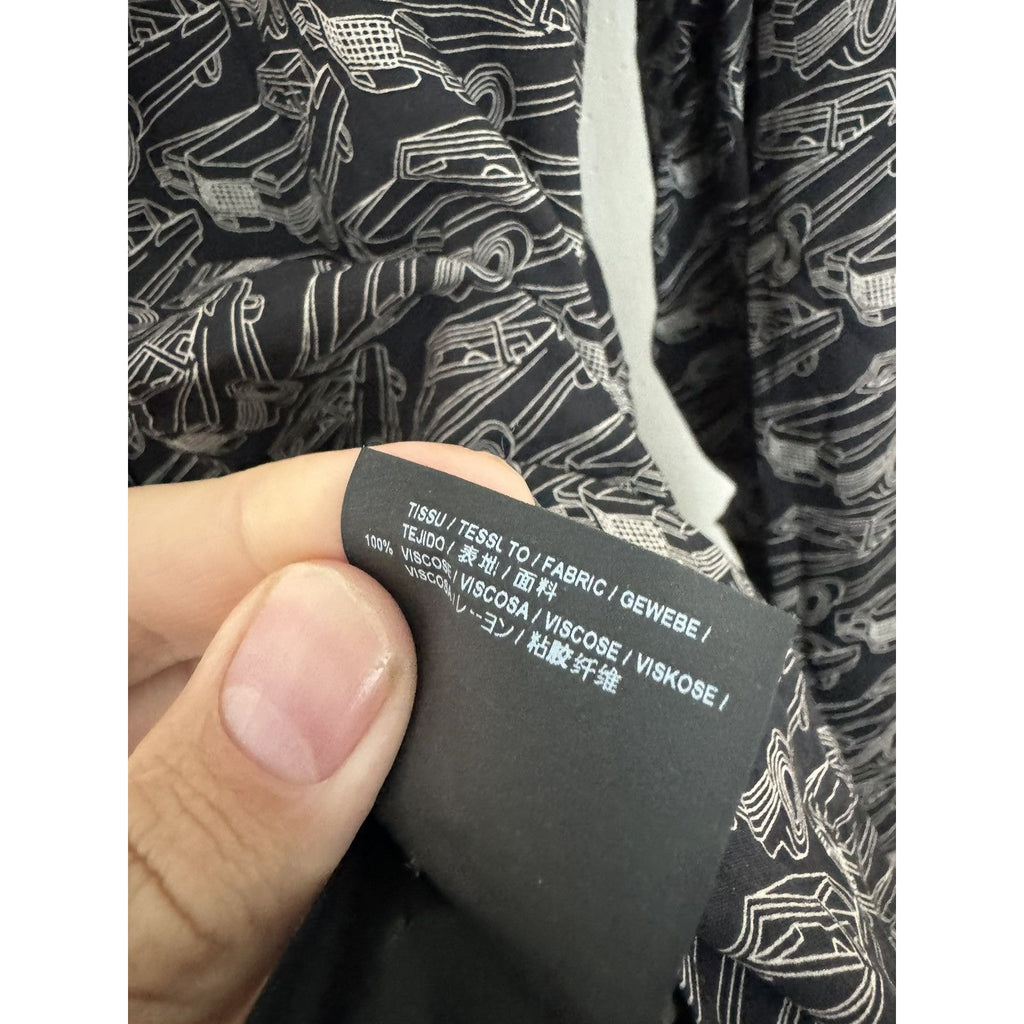 TISSU / TESSUTO / FABRIC / GEWEBE /
TEJIDO / 表地 / 面料
100% VISCOSE / VISCOSA / VISCOSE / VISKOSE /
VISCOSA / レーヨン / 粘胶纤维